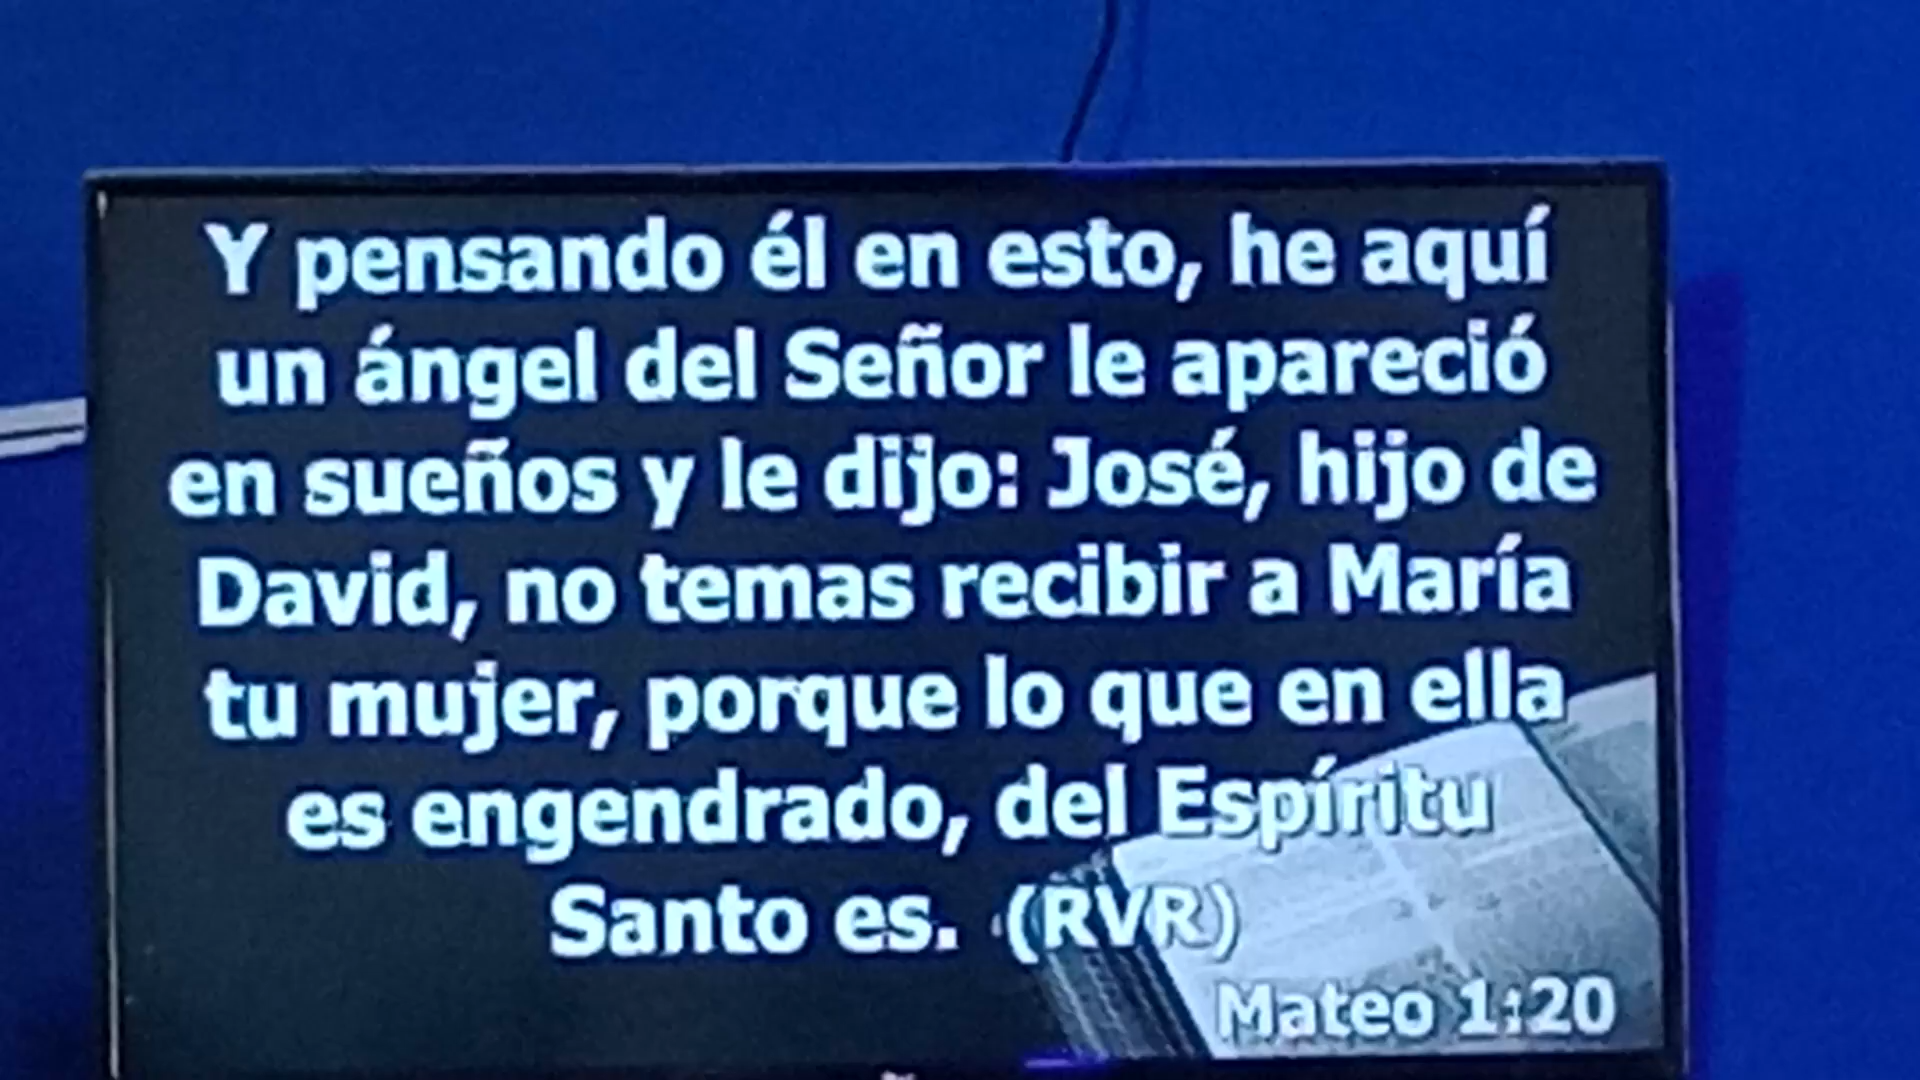 Y pensando él en esto, he aquí
un ángel del Señor le apareció
en sueños y le dijo: José, hijo de
David, no temas recibir a María
tu mujer, porque lo que en ella
es engendrado, del Espíritu
Santo es. (RVR)
Mateo 1:20